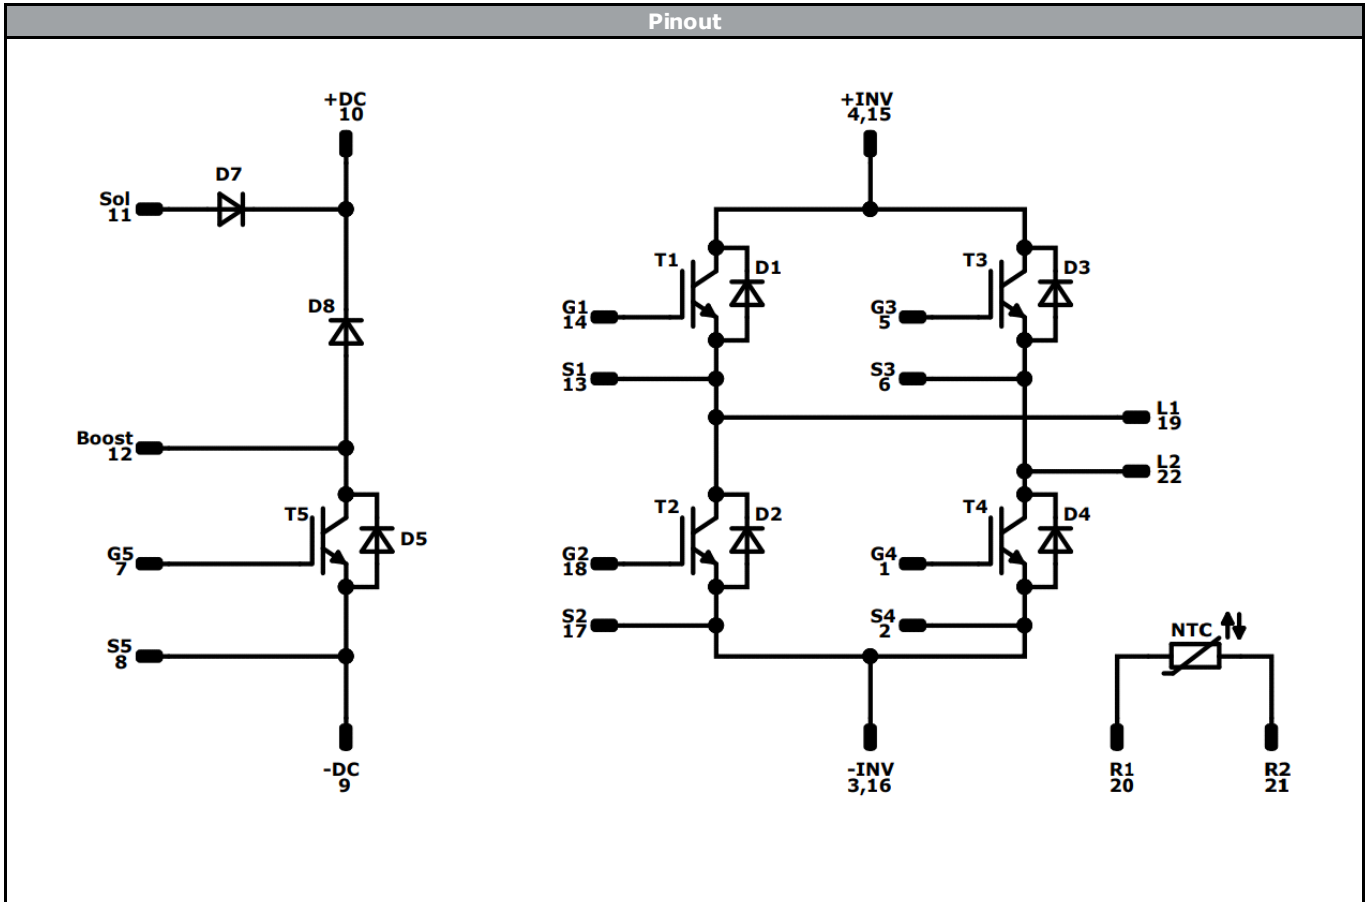 Pinout
+DC
10
+INV
4,15
D7
Sol
11
T1
D1
T3
D3
D8
G1
14
G3
5
S1
13
S3
6
L1
19
Boost
12
L2
22
T5
D5
T2
D2
T4
D4
G5
7
G2
18
G4
1
S2
17
S4
2
NTC
S5
8
-DC
9
-INV
3,16
R1
20
R2
21